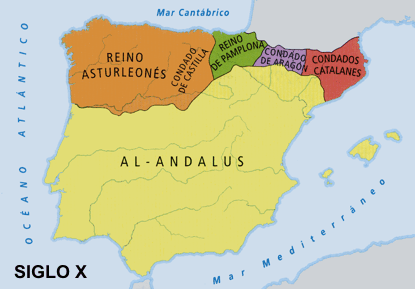 Mar Cantábrico
OCÉANO ATLÁNTICO
REINO
ASTURLEONÉS
CONDADO
DE CASTILLA
REINO
DE PAMPLONA
CONDADO
DE ARAGÓN
CONDADOS
CATALANES
AL-ANDALUS
Mar Mediterráneo
SIGLO X